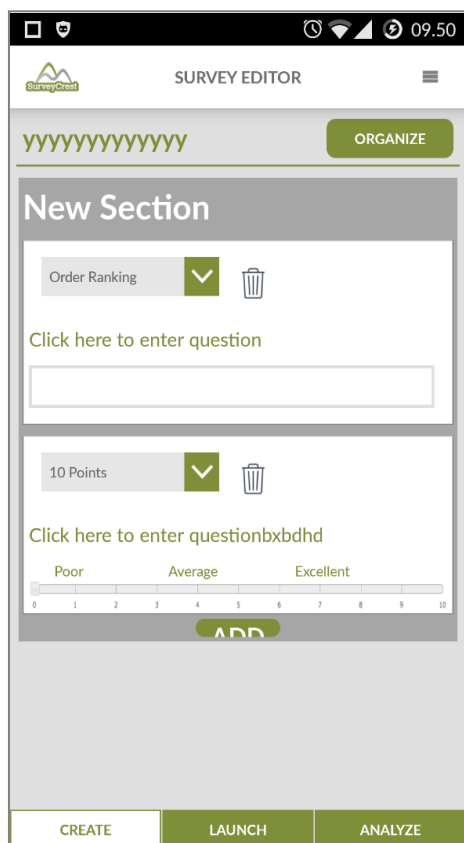 09.50
SurveyCrest
SURVEY EDITOR
yyyyyyyyyyyyy
ORGANIZE
New Section
Order Ranking
Click here to enter question
10 Points
Click here to enter questionbxbdhd
Poor Average Excellent
0 1 2 3 4 5 6 7 8 9 10
ADD
CREATE LAUNCH ANALYZE